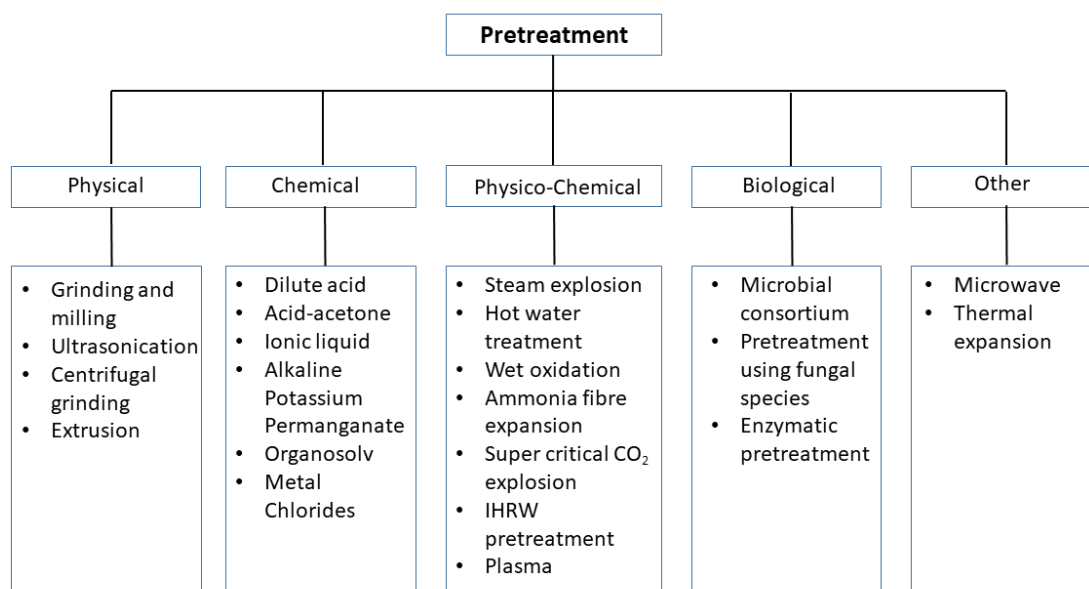 Pretreatment
Physical
Chemical
Physico-Chemical
Biological
Other
• Grinding and
milling
• Ultrasonication
• Centrifugal
grinding
• Extrusion
• Dilute acid
• Acid-acetone
• Ionic liquid
• Alkaline
Potassium
Permanganate
• Organosolv
• Metal
Chlorides
• Steam explosion
• Hot water
treatment
• Wet oxidation
• Ammonia fibre
expansion
• Super critical CO₂
explosion
• IHRW
pretreatment
• Plasma
• Microbial
consortium
• Pretreatment
using fungal
species
• Enzymatic
pretreatment
• Microwave
• Thermal
expansion